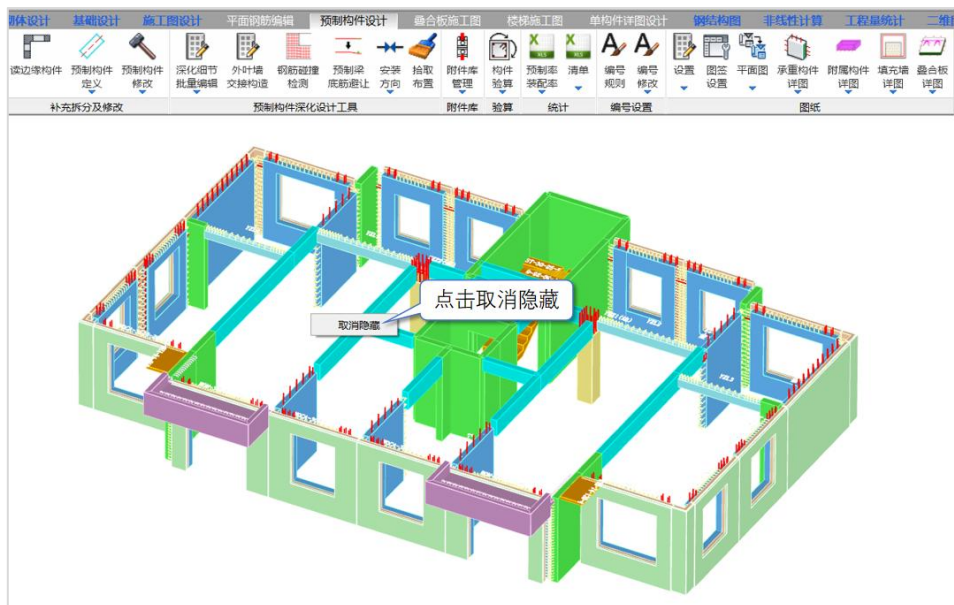 砌体设计 基础设计 施工图设计 平面钢筋编辑 预制构件设计 叠合板施工图 楼梯施工图 单构件详图设计 钢结构图 非线性计算 工程量统计 二维
读边缘构件 预制构件 预制构件 深化细节 外叶墙 钢筋碰撞 预制梁 安装 拾取 附件库 构件 预制率 清单 编号 编号 设置 图签 平面图 承重构件 附属构件 填充墙 叠合板
定义 修改 批量编辑 交接构造 检测 底筋避让 方向 布置 管理 验算 装配率 规则 修改 设置 详图 详图 详图 详图
补充拆分及修改 预制构件深化设计工具 附件库 验算 统计 编号设置 图纸
点击取消隐藏
取消隐藏